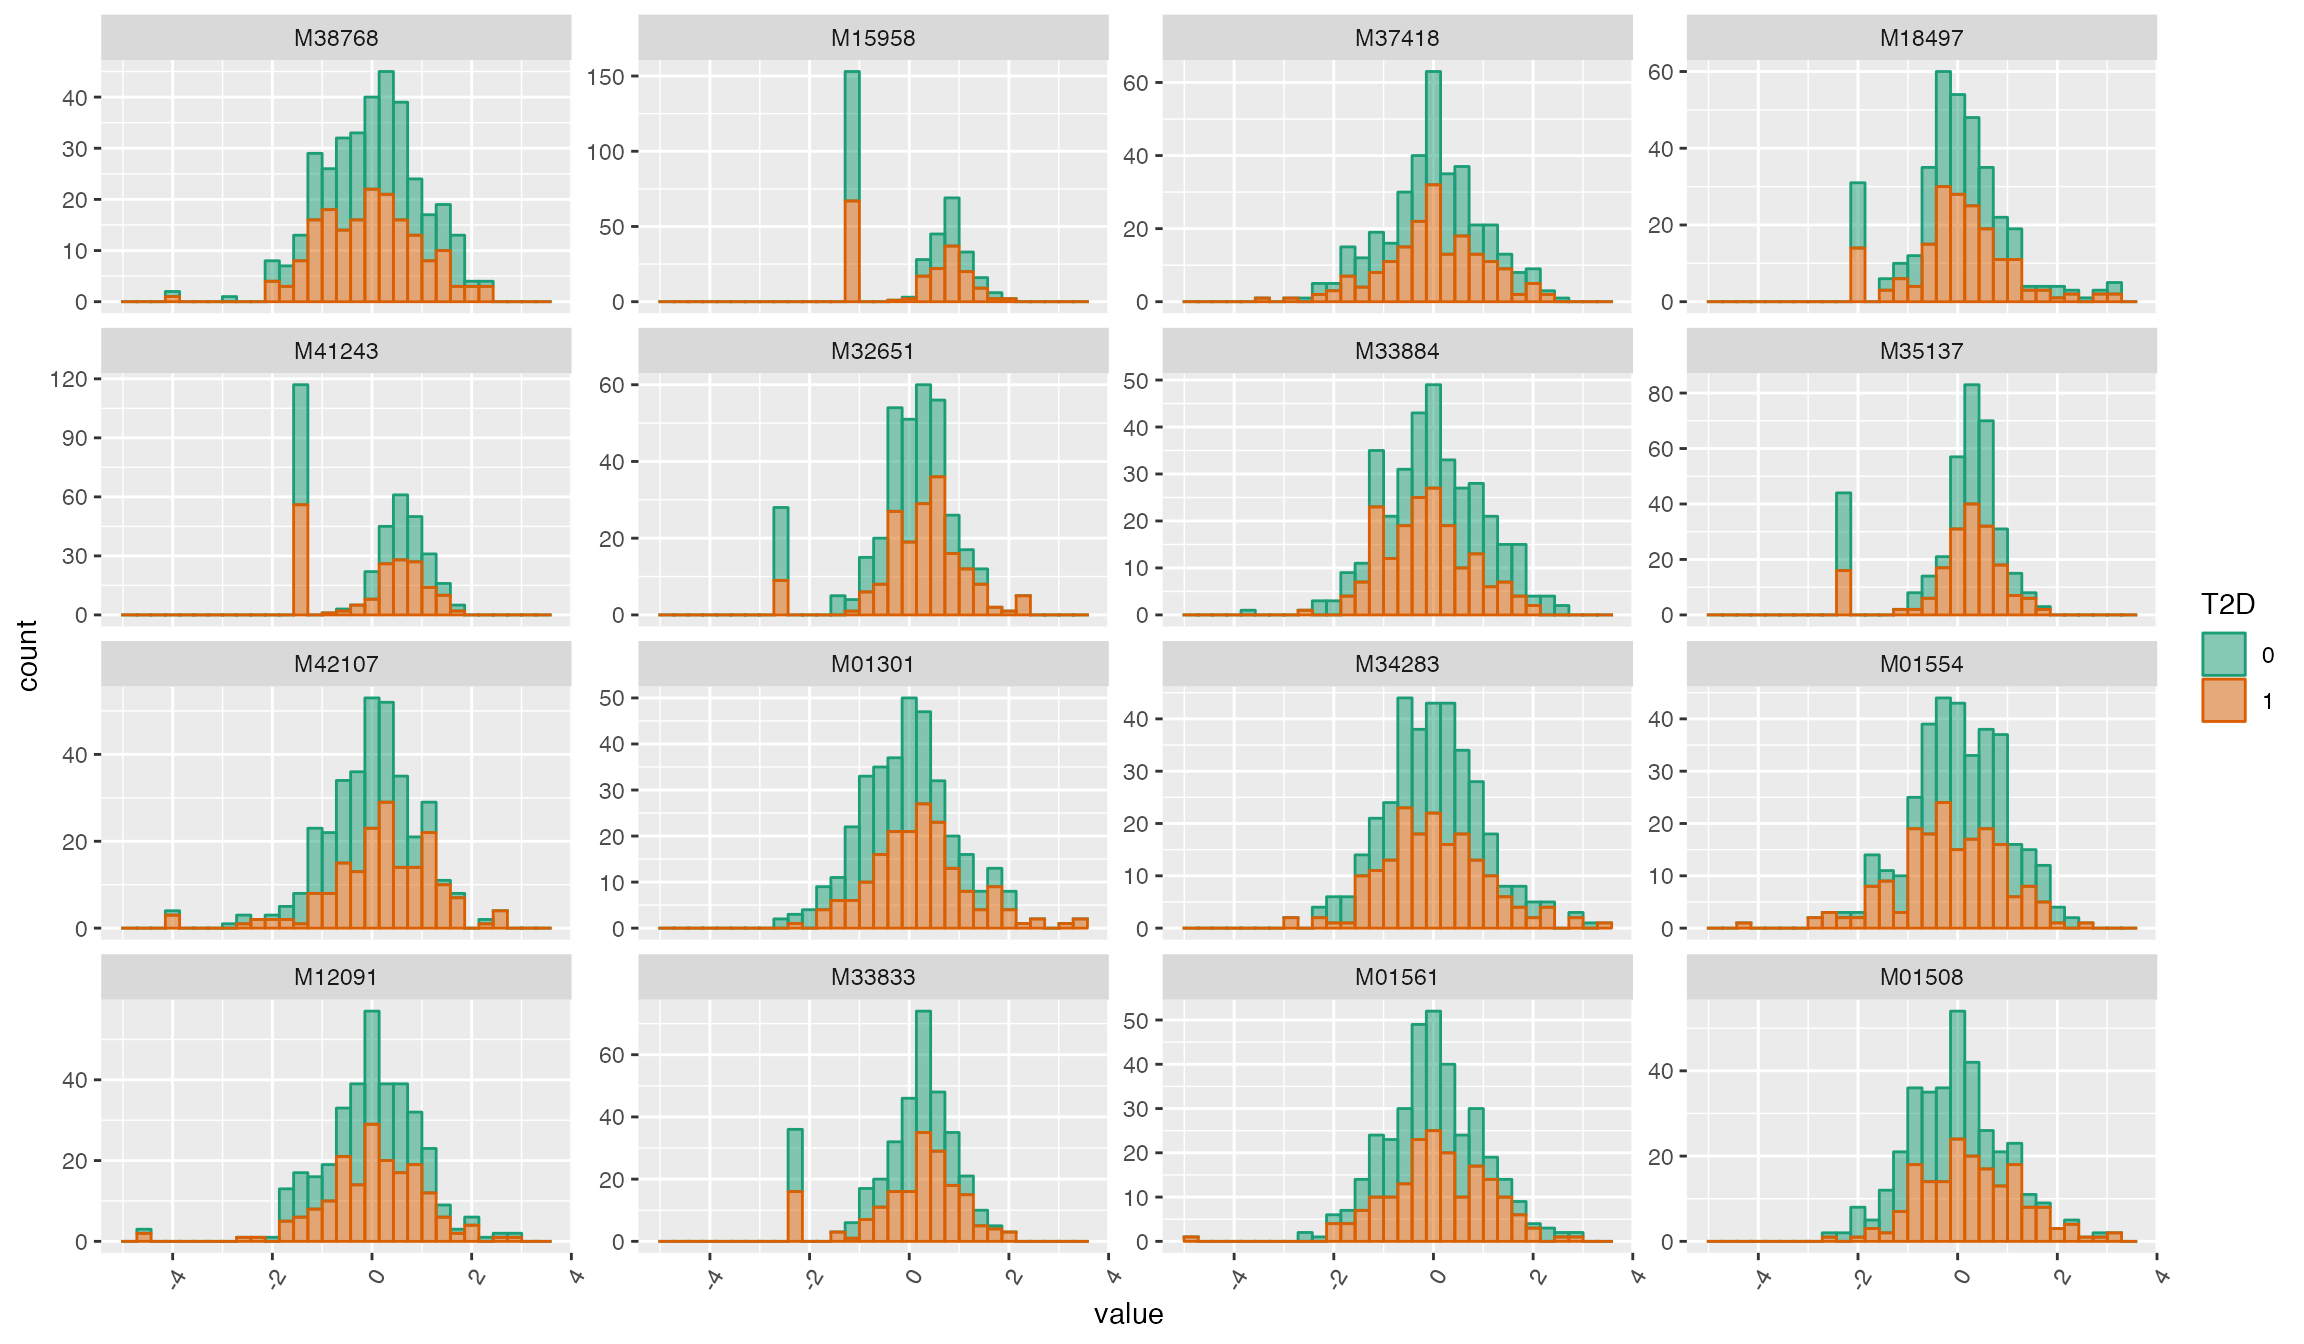 M38768 M15958 M37418 M18497
40 30 20 10 0
150 100 50 0
60 40 20 0
60 40 20 0
M41243 M32651 M33884 M35137
120 90 60 30 0
60 40 20 0
50 40 30 20 10 0
80 60 40 20 0
M42107 M01301 M34283 M01554
40 20 0
50 40 30 20 10 0
40 30 20 10 0
40 30 20 10 0
M12091 M33833 M01561 M01508
40 20 0
60 40 20 0
50 40 30 20 10 0
40 20 0
-4 -2 0 2 4
-4 -2 0 2 4
-4 -2 0 2 4
-4 -2 0 2 4
value
count
T2D
0
1